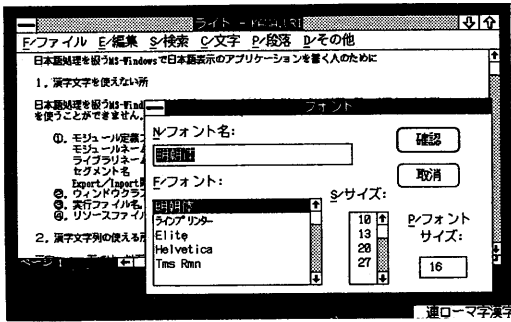 ライト - KASA.WRI
F/ファイル E/編集 S/検索 C/文字 P/段落 D/その他
日本語処理を扱うMS-Windowsで日本語表示のアプリケーションを書く人のために
1. 漢字文字を使えない所
日本語処理を扱うMS-Wind
を使うことができません。
①. モジュール定義フ
モジュールネーム
ライブラリネーム
セグメント名
Export/Import
②. ウィンドウクラ
③. 実行ファイル名
④. リソースファイ
2. 漢字文字列の使える所
フォント
N/フォント名:
明朝体
確認
取消
F/フォント:
明朝体
ラインプリンター
Elite
Helvetica
Tms Rmn
S/サイズ:
10
13
20
27
P/フォント
サイズ:
16
連ローマ字漢字